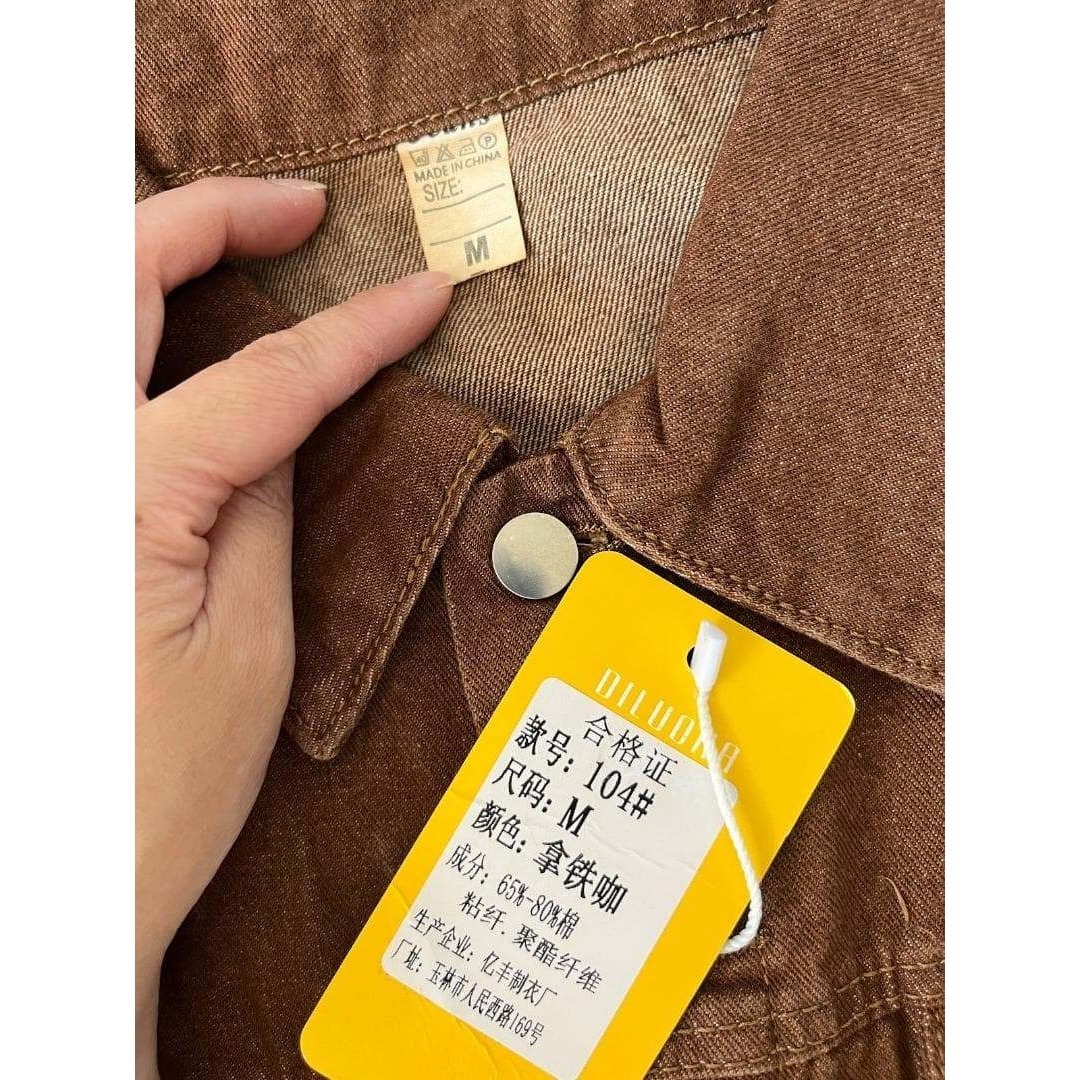 MADE IN CHINA
SIZE:
M
合格证
款号: 104#
尺码: M
颜色: 拿铁咖
成分: 65%-80%棉
粘纤. 聚酯纤维
生产企业: 亿丰制衣厂
厂址: 玉林市人民西路169号